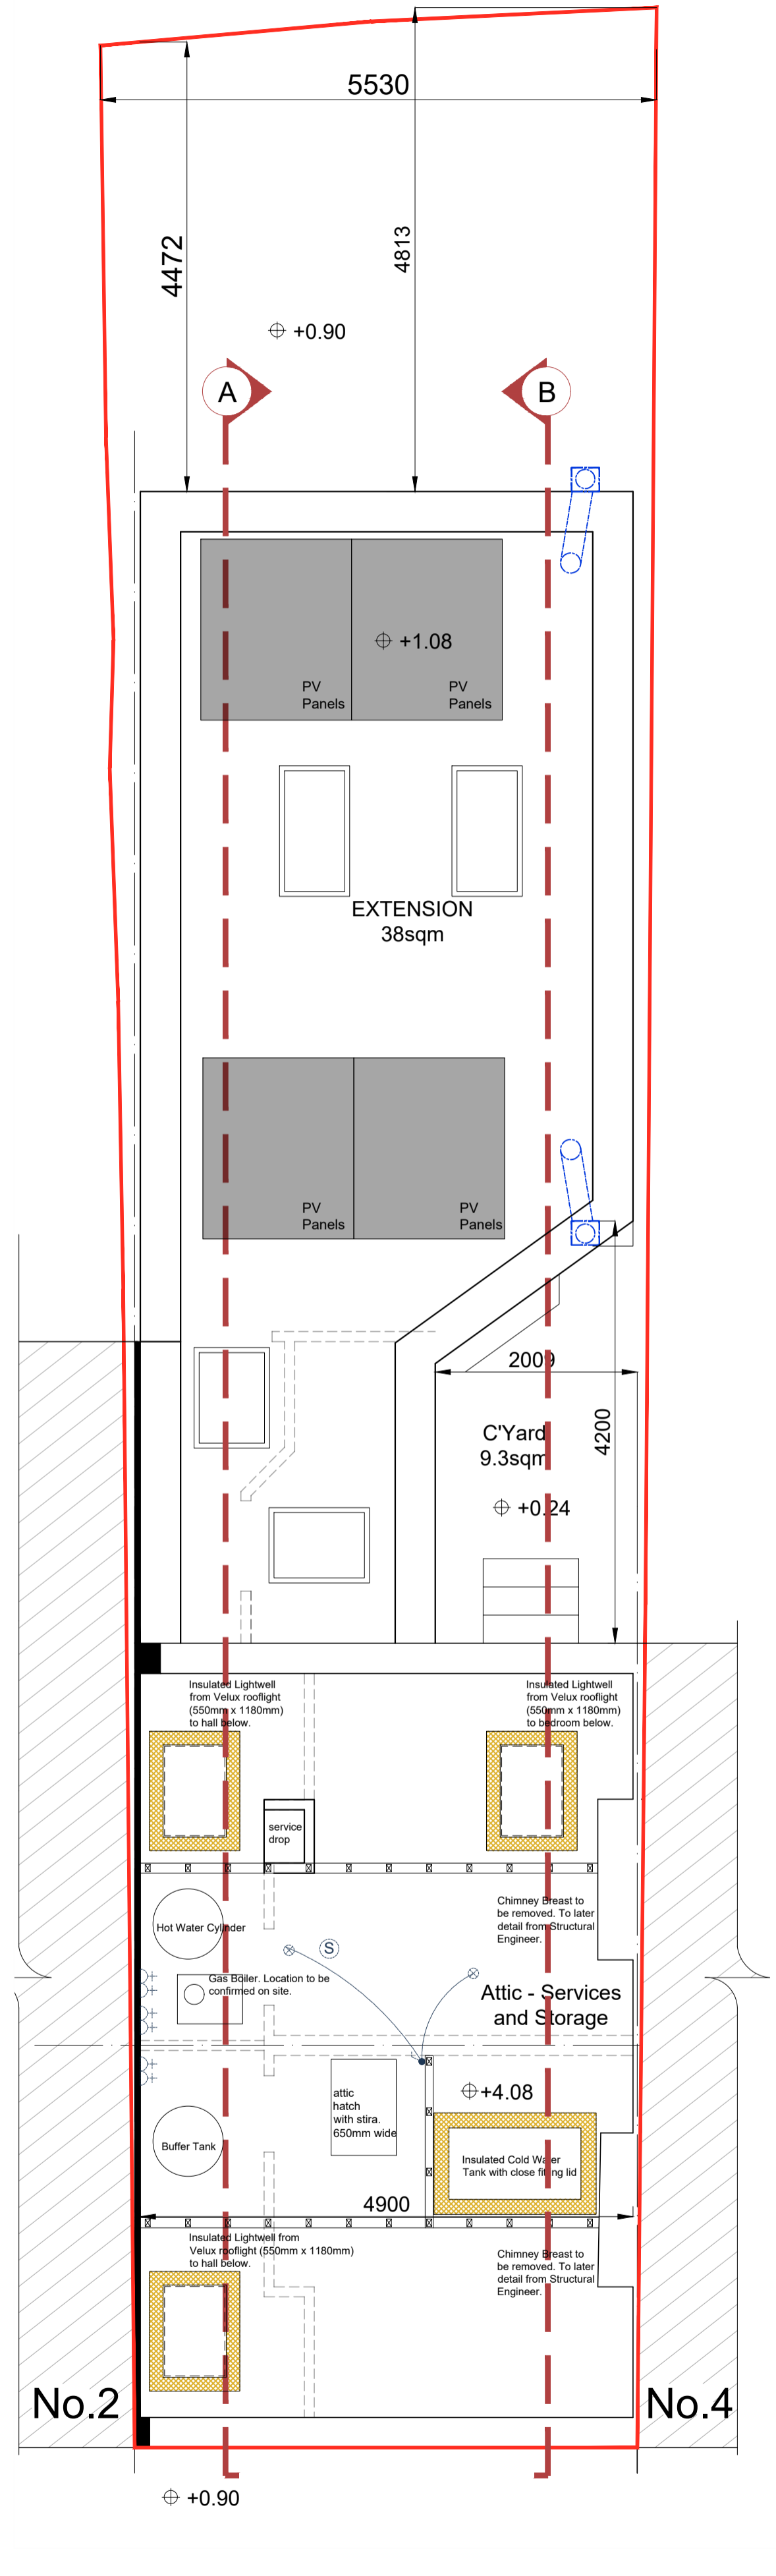 5530
4472
4813
+0.90
A
B
+1.08
PV
Panels
PV
Panels
EXTENSION
38sqm
PV
Panels
PV
Panels
2009
C'Yard
9.3sqm
4200
+0.24
Insulated Lightwell
from Velux rooflight
(550mm x 1180mm)
to hall below.
Insulated Lightwell
from Velux rooflight
(550mm x 1180mm)
to bedroom below.
service
drop
Chimney Breast to
be removed. To later
detail from Structural
Engineer.
Hot Water Cylinder
S
Gas Boiler. Location to be
confirmed on site.
Attic - Services
and Storage
attic
hatch
with stira.
650mm wide
+4.08
Buffer Tank
Insulated Cold Water
Tank with close fitting lid
4900
Insulated Lightwell from
Velux rooflight (550mm x 1180mm)
to hall below.
Chimney Breast to
be removed. To later
detail from Structural
Engineer.
No.2
No.4
+0.90